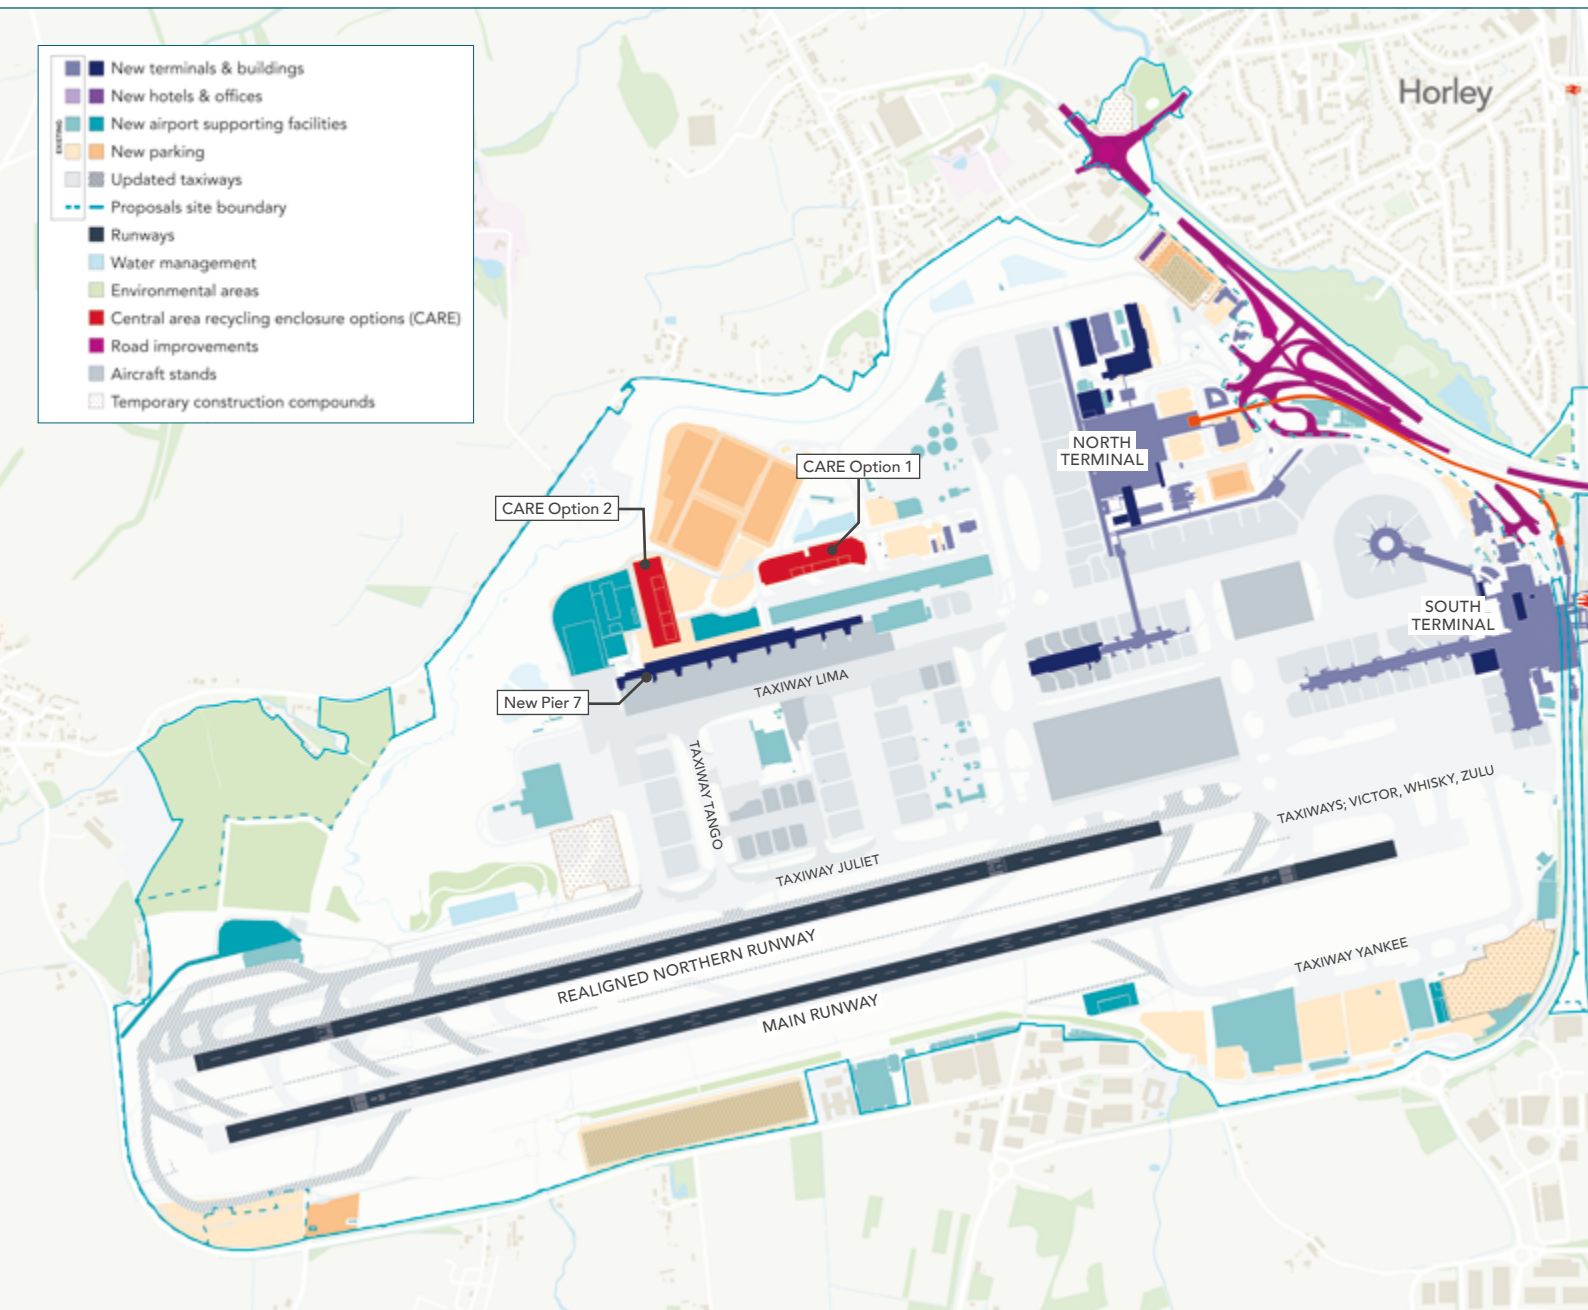 New terminals & buildings
New hotels & offices
New airport supporting facilities
New parking
Updated taxiways
Proposals site boundary
Runways
Water management
Environmental areas
Central area recycling enclosure options (CARE)
Road improvements
Aircraft stands
Temporary construction compounds
EXISTING
Horley
NORTH
TERMINAL
CARE Option 1
CARE Option 2
SOUTH
TERMINAL
New Pier 7
TAXIWAY LIMA
TAXIWAY TANGO
TAXIWAYS; VICTOR, WHISKY, ZULU
TAXIWAY JULIET
REALIGNED NORTHERN RUNWAY
TAXIWAY YANKEE
MAIN RUNWAY